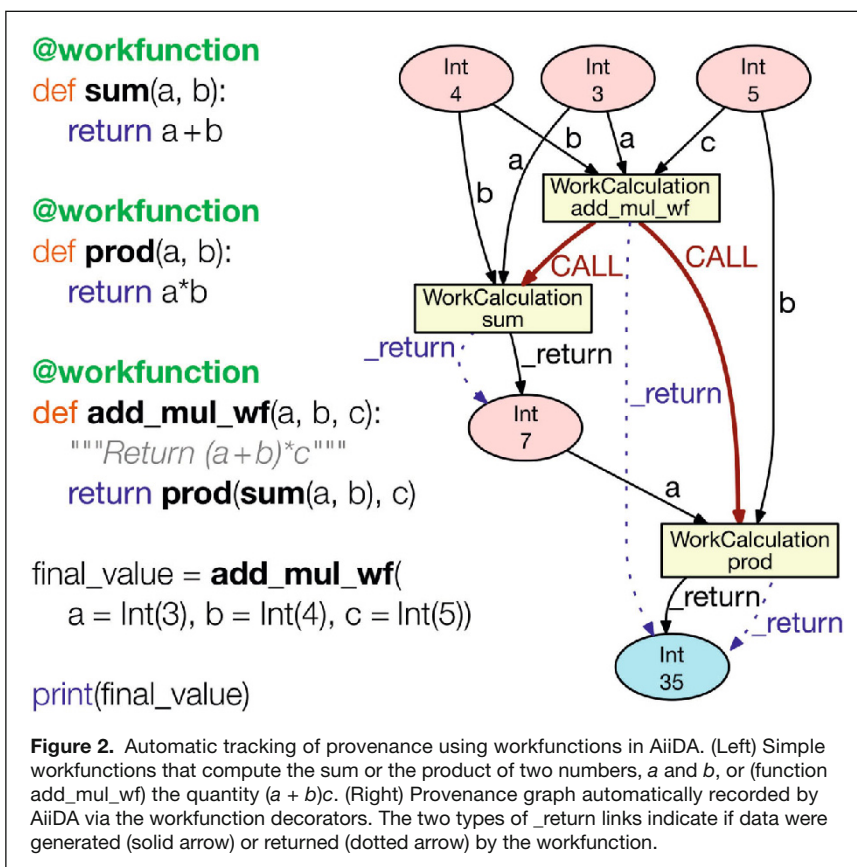 @workfunction
def sum(a, b):
return a+b
@workfunction
def prod(a, b):
return a*b
@workfunction
def add_mul_wf(a, b, c):
"""Return (a+b)*c"""
return prod(sum(a, b), c)
final_value = add_mul_wf(
a = Int(3), b = Int(4), c = Int(5))
print(final_value)
Int
4
Int
3
Int
5
b
a
c
a
b
WorkCalculation
add_mul_wf
CALL
CALL
b
WorkCalculation
sum
_return
_return
_return
Int
7
a
WorkCalculation
prod
_return
_return
Int
35
Figure 2. Automatic tracking of provenance using workfunctions in AiiDA. (Left) Simple
workfunctions that compute the sum or the product of two numbers, a and b, or (function
add_mul_wf) the quantity (a + b)c. (Right) Provenance graph automatically recorded by
AiiDA via the workfunction decorators. The two types of _return links indicate if data were
generated (solid arrow) or returned (dotted arrow) by the workfunction.